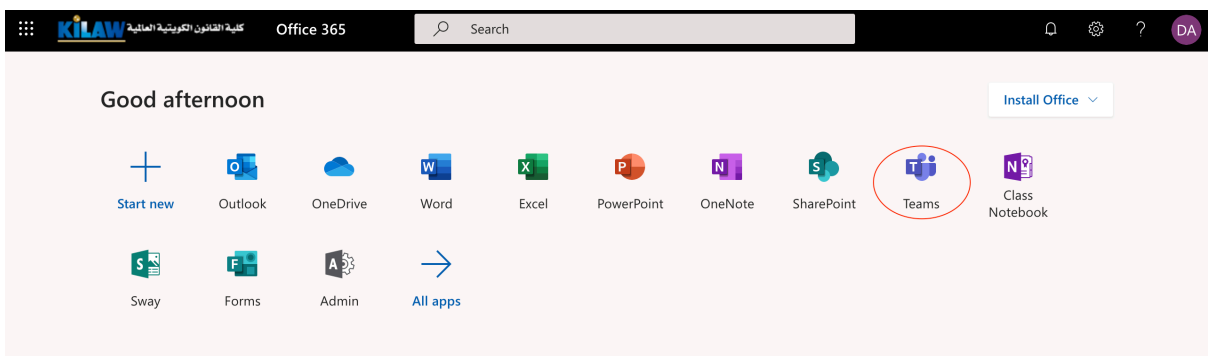 KILAW كلية القانون الكويتية العالمية Office 365 Search ? DA
Good afternoon Install Office
Start new Outlook OneDrive Word Excel PowerPoint OneNote SharePoint Teams Class Notebook
Sway Forms Admin All apps